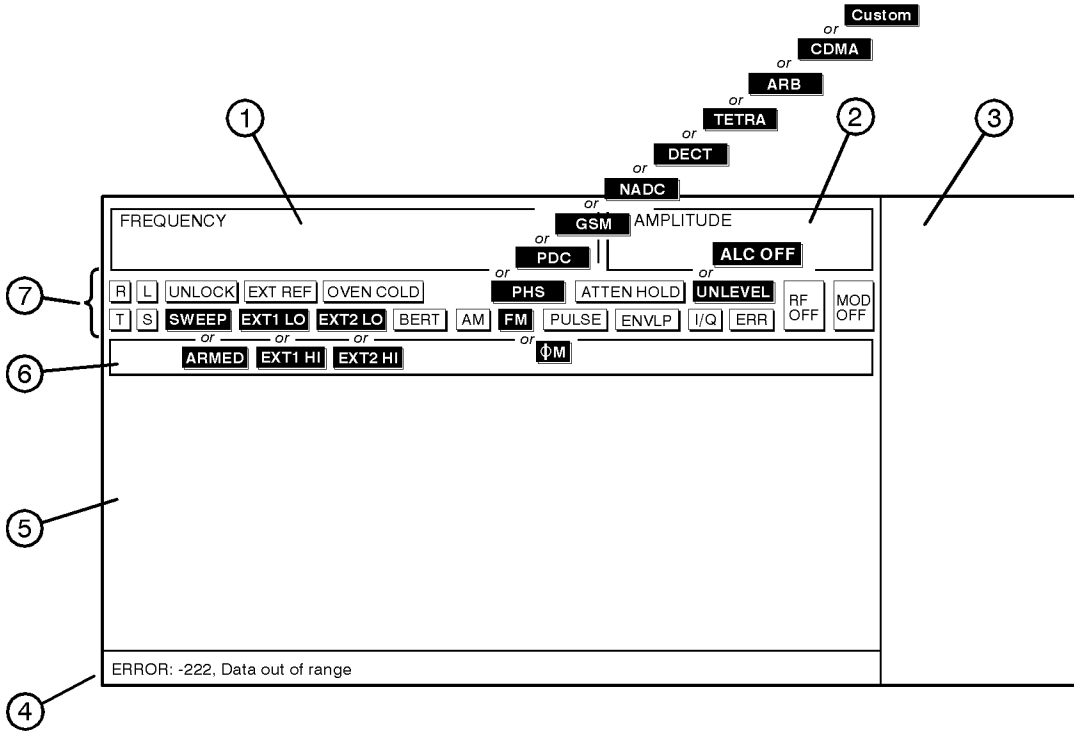 Custom
or
CDMA
or
ARB
or
TETRA
or
DECT
or
NADC
or
GSM
or
PDC
or
PHS
1
2
3
FREQUENCY
AMPLITUDE
ALC OFF
or
7
R L UNLOCK EXT REF OVEN COLD ATTEN HOLD UNLEVEL RF OFF MOD OFF
T S SWEEP EXT1 LO EXT2 LO BERT AM FM PULSE ENVLP I/Q ERR
or or or or
6
ARMED EXT1 HI EXT2 HI ΦM
5
ERROR: -222, Data out of range
4